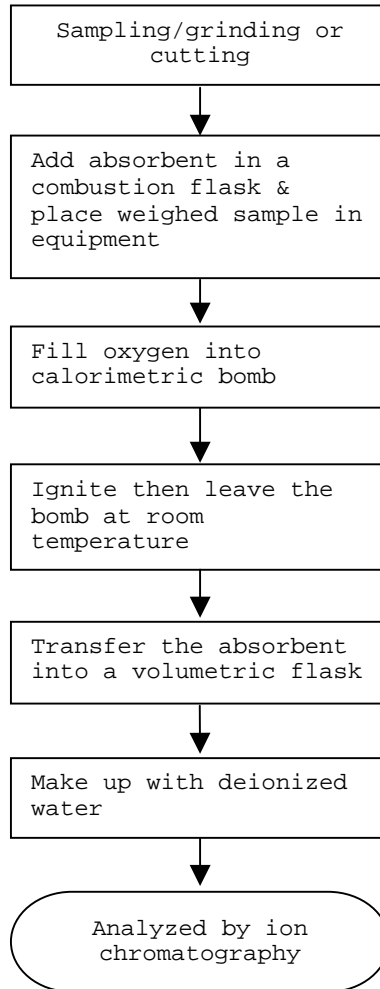 Sampling/grinding or
cutting
Add absorbent in a
combustion flask &
place weighed sample in
equipment
Fill oxygen into
calorimetric bomb
Ignite then leave the
bomb at room
temperature
Transfer the absorbent
into a volumetric flask
Make up with deionized
water
Analyzed by ion
chromatography